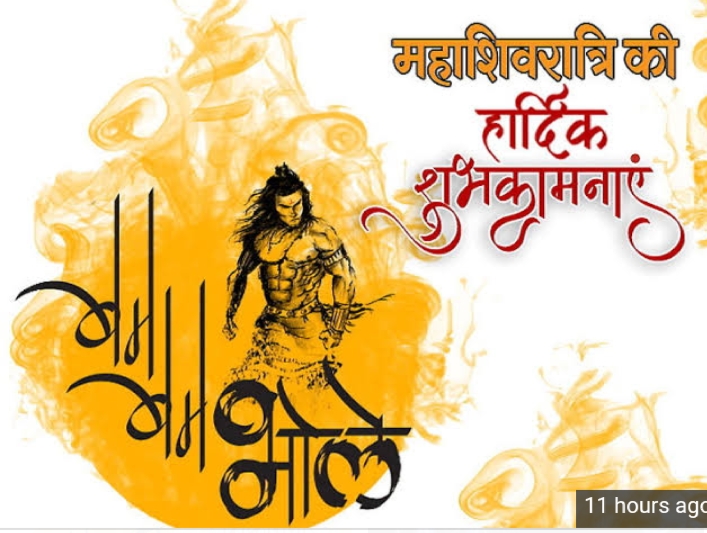 महाशिवरात्रि की
हार्दिक
शुभकामनाएं
बम
बम
भोले
11 hours ago